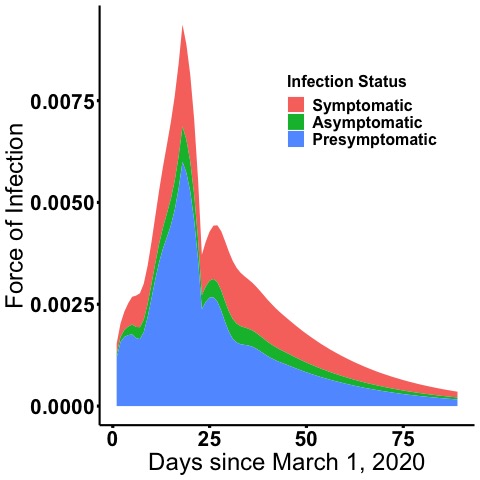 Infection Status
Symptomatic
Asymptomatic
Presymptomatic
Force of Infection
0.0075
0.0050
0.0025
0.0000
0 25 50 75
Days since March 1, 2020